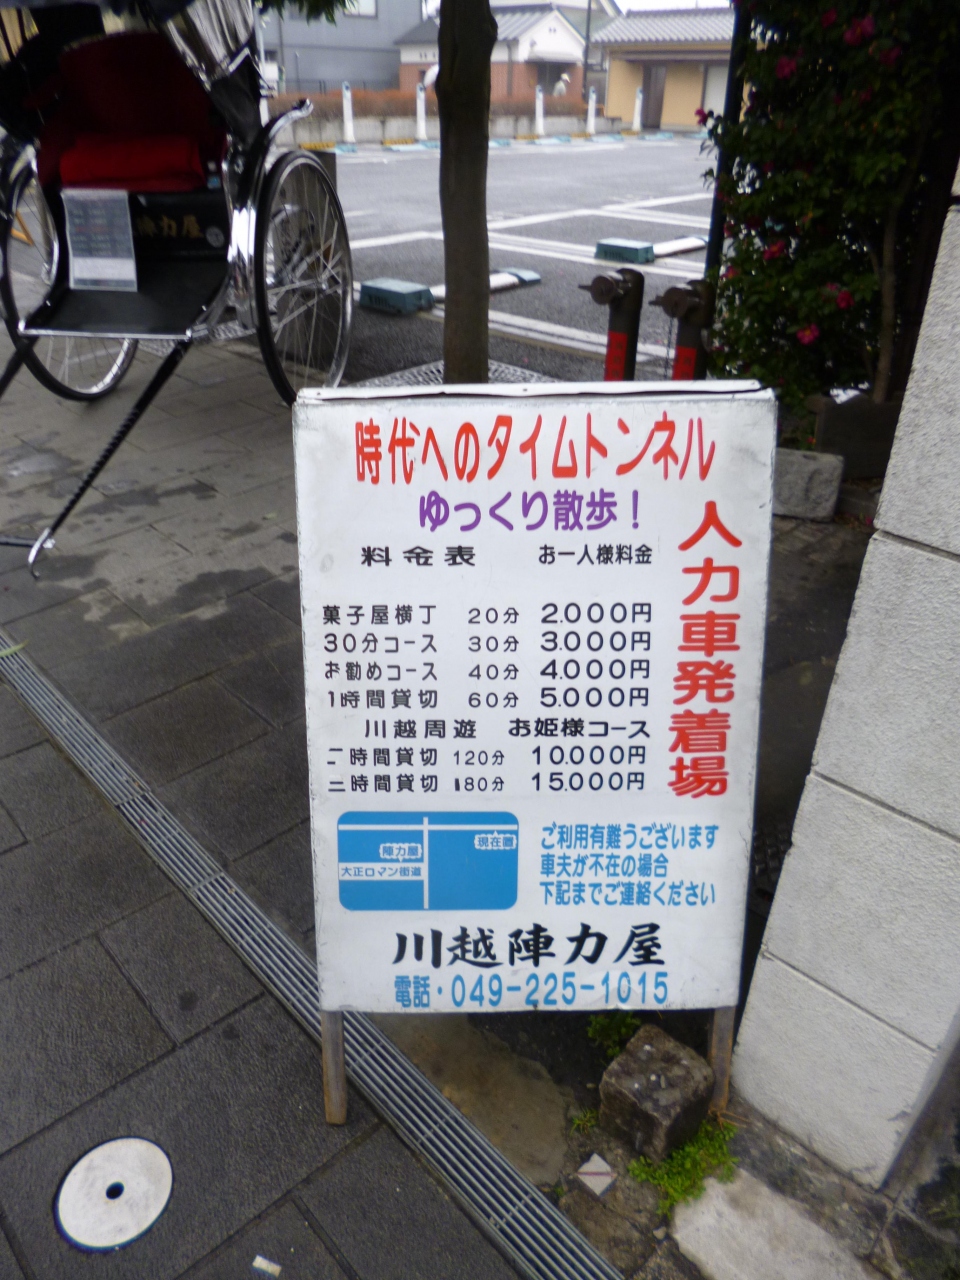 陣力屋
時代へのタイムトンネル
ゆっくり散歩!
人力車発着場
料金表 お一人様料金
菓子屋横丁 20分 2.000円
30分コース 30分 3.000円
お勧めコース 40分 4.000円
1時間貸切 60分 5.000円
川越周遊 お姫様コース
二時間貸切 120分 10.000円
三時間貸切 180分 15.000円
現在置
陣力屋
大正ロマン街道
ご利用有難うございます
車夫が不在の場合
下記までご連絡ください
川越陣力屋
電話・049-225-1015